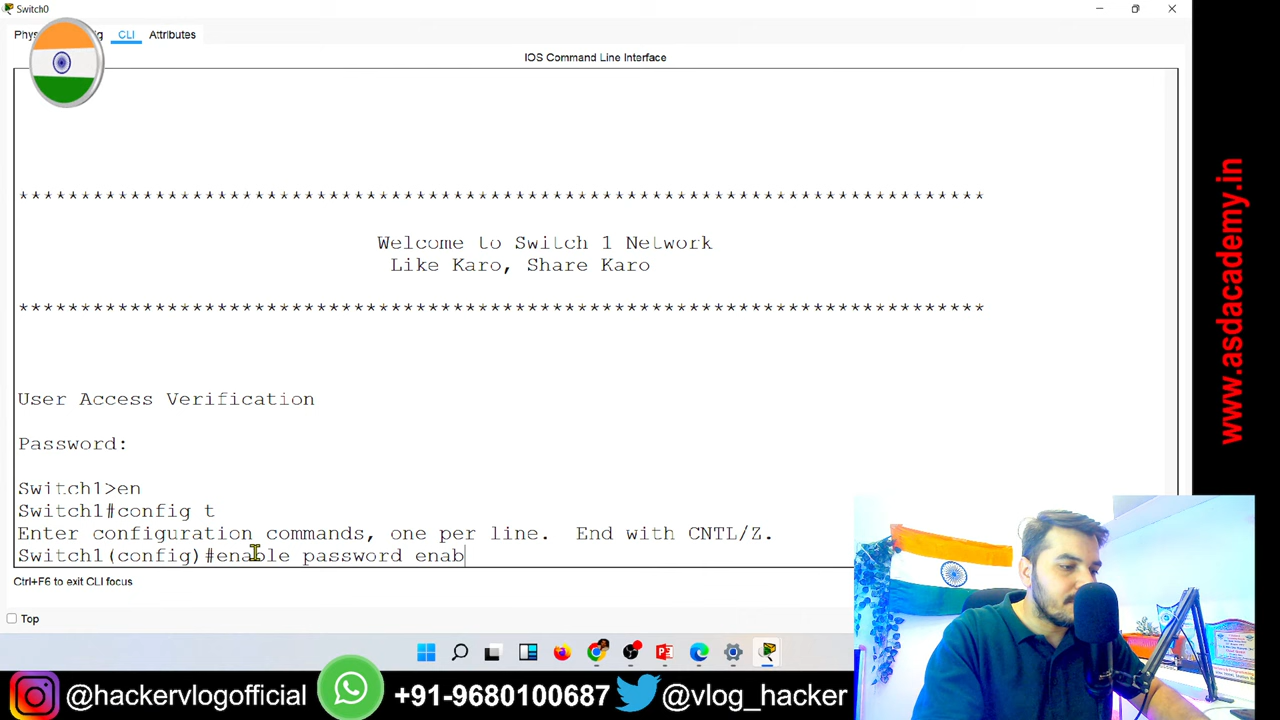 Switch0
Phys
g
CLI
Attributes
IOS Command Line Interface
********************************************************************************
Welcome to Switch 1 Network
Like Karo, Share Karo
********************************************************************************
User Access Verification
Password:
Switch1>en
Switch1#config t
Enter configuration commands, one per line. End with CNTL/Z.
Switch1(config)#enable password enab
Ctrl+F6 to exit CLI focus
Top
www.asdacademy.in
@hackervlogofficial
+91-9680100687
@vlog_hacker